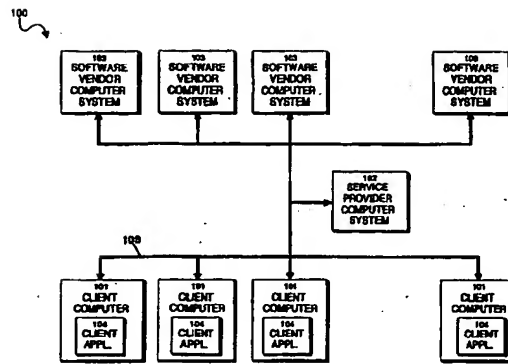 100
103 103 103 103
SOFTWARE SOFTWARE SOFTWARE SOFTWARE
VENDOR VENDOR VENDOR VENDOR
COMPUTER COMPUTER COMPUTER COMPUTER
SYSTEM SYSTEM SYSTEM SYSTEM
102
SERVICE
PROVIDER
COMPUTER
SYSTEM
101 101 101 101
CLIENT CLIENT CLIENT CLIENT
COMPUTER COMPUTER COMPUTER COMPUTER
104 104 104 104
CLIENT CLIENT CLIENT CLIENT
APPL. APPL. APPL. APPL.